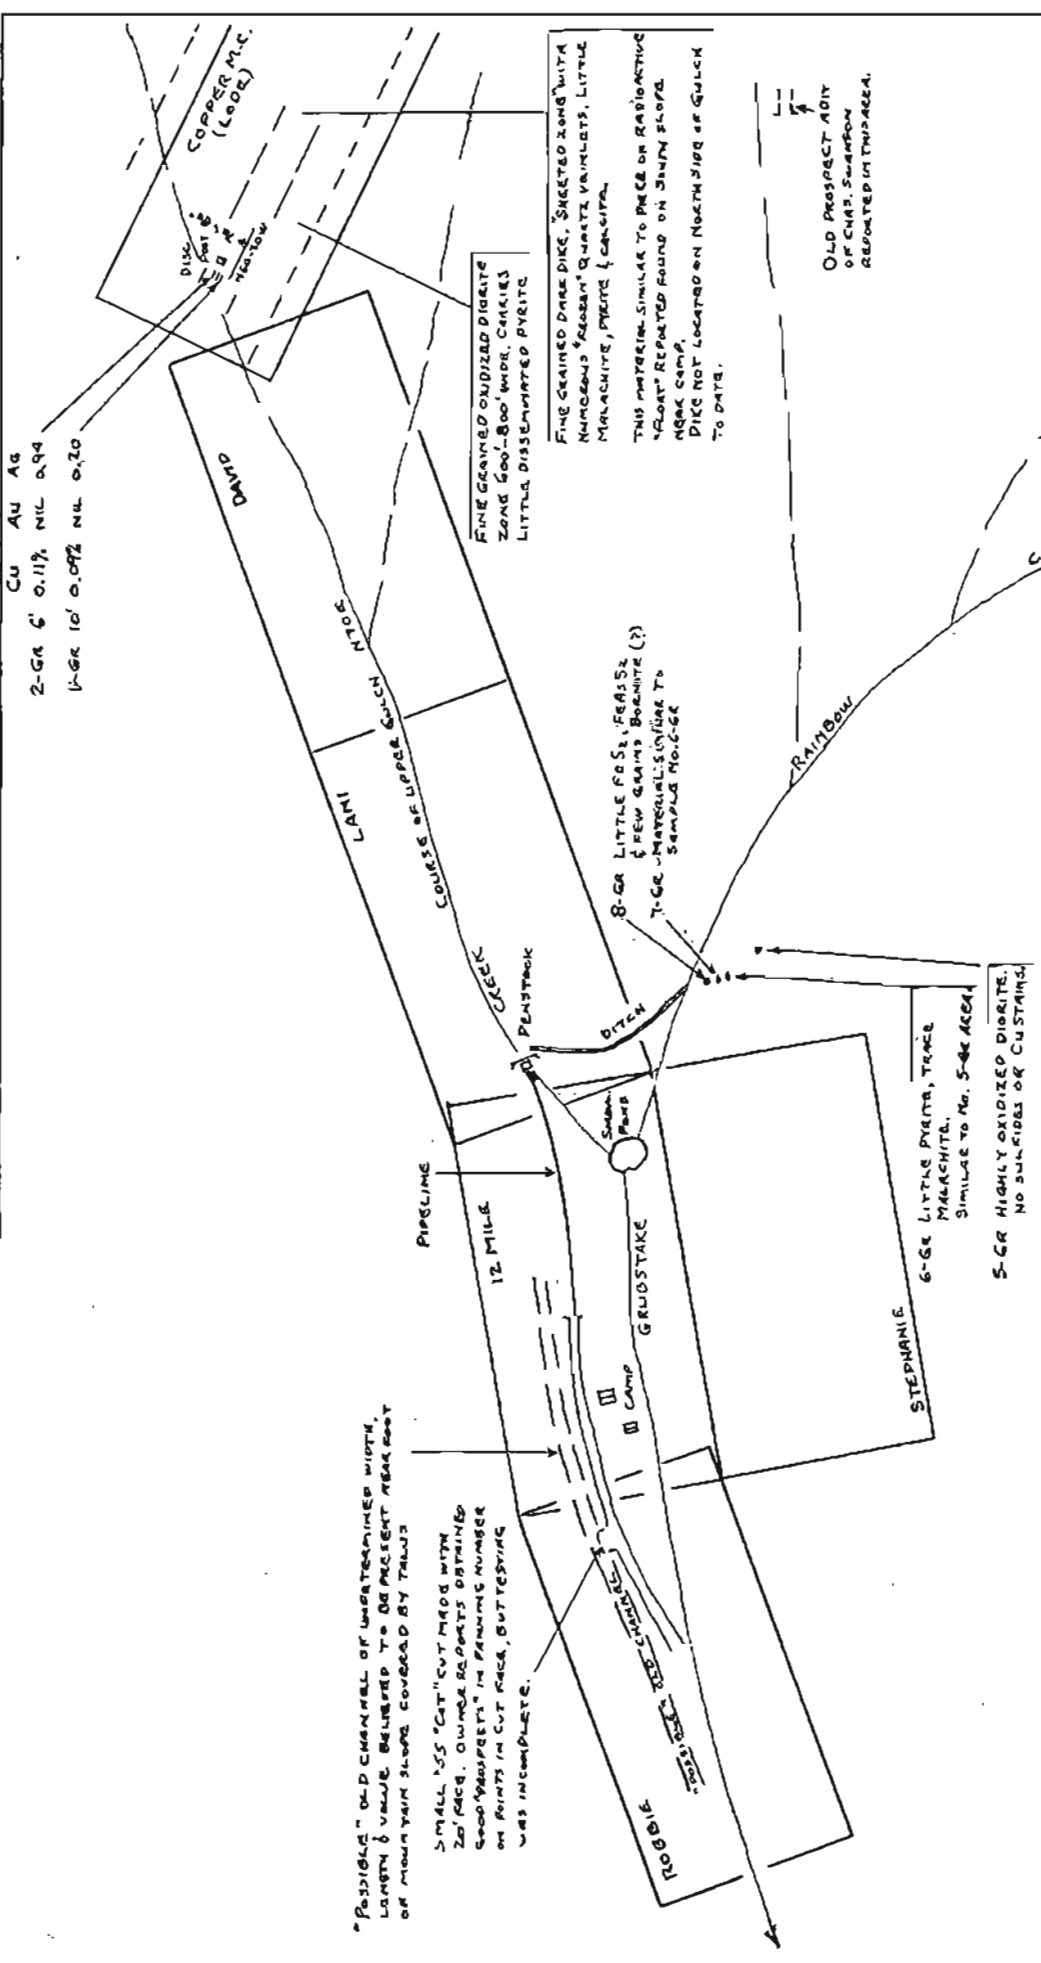 Cu Au Ag
2-GR 6' 0.11% NIL 0.94
1-GR 10' 0.09% NIL 0.20
COPPER M.C.
(LODE)
DISC.
POST
FINE GRAINED OXIDIZED DIORITE
ZONE 600'-800' WIDE. CARRIES
LITTLE DISSEMINATED PYRITE
FINE GRAINED DARK DIKE, "SHEETED ZONE" WITH
NUMEROUS "FROZEN" QUARTZ VEINLETS, LITTLE
MALACHITE, PYRITE & CALCITE.
THIS MATERIAL SIMILAR TO PIECE OR RADIOACTIVE
"FLOAT" REPORTED FOUND ON SOUTH SLOPE
NEAR CAMP.
DIKE NOT LOCATED ON NORTH SIDE OF GULCH
TO DATE.
OLD PROSPECT ADIT
OF CHAS. SWANSON
REPORTED IN THIS AREA.
DAVID
LANI
COURSE OF UPPER GULCH
CREEK
PENSTOCK
DITCH
RAINBOW
8-GR LITTLE FeS2, FeAsS2
& FEW GRAINS BORNITE (?)
7-GR -MATERIAL SIMILAR TO
SAMPLE No. 6-GR
6-GR LITTLE PYRITE, TRACE
MALACHITE.
SIMILAR TO No. 5-GR AREA
5-GR HIGHLY OXIDIZED DIORITE.
NO SULFIDES OR Cu STAINS.
PIPELINE
12 MILE
SMALL
POND
GRUBSTAKE
CAMP
STEPHANIE
"POSSIBLE" OLD CHANNEL OF UNDETERMINED WIDTH,
LENGTH & VALUE BELIEVED TO BE PRESENT NEAR FOOT
OF MOUNTAIN SLOPE COVERED BY TALUS
SMALL '55 "CAT" CUT MADE WITH
20' FACE. OWNER REPORTS OBTAINED
GOOD "PROSPECTS" IN PANNING NUMBER
OF POINTS IN CUT FACE, BUT TESTING
WAS INCOMPLETE.
"POSSIBLE" OLD CHANNEL
ROBBIE